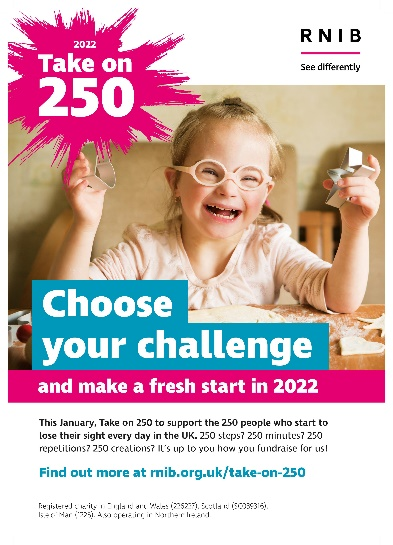 2022
Take on
250
RNIB
See differently
Choose
your challenge
and make a fresh start in 2022
This January, Take on 250 to support the 250 people who start to
lose their sight every day in the UK. 250 steps? 250 minutes? 250
repetitions? 250 creations? It's up to you how you fundraise for us!
Find out more at rnib.org.uk/take-on-250
Registered charity in England and Wales (226227), Scotland (SC039316),
Isle of Man (1226). Also operating in Northern Ireland.